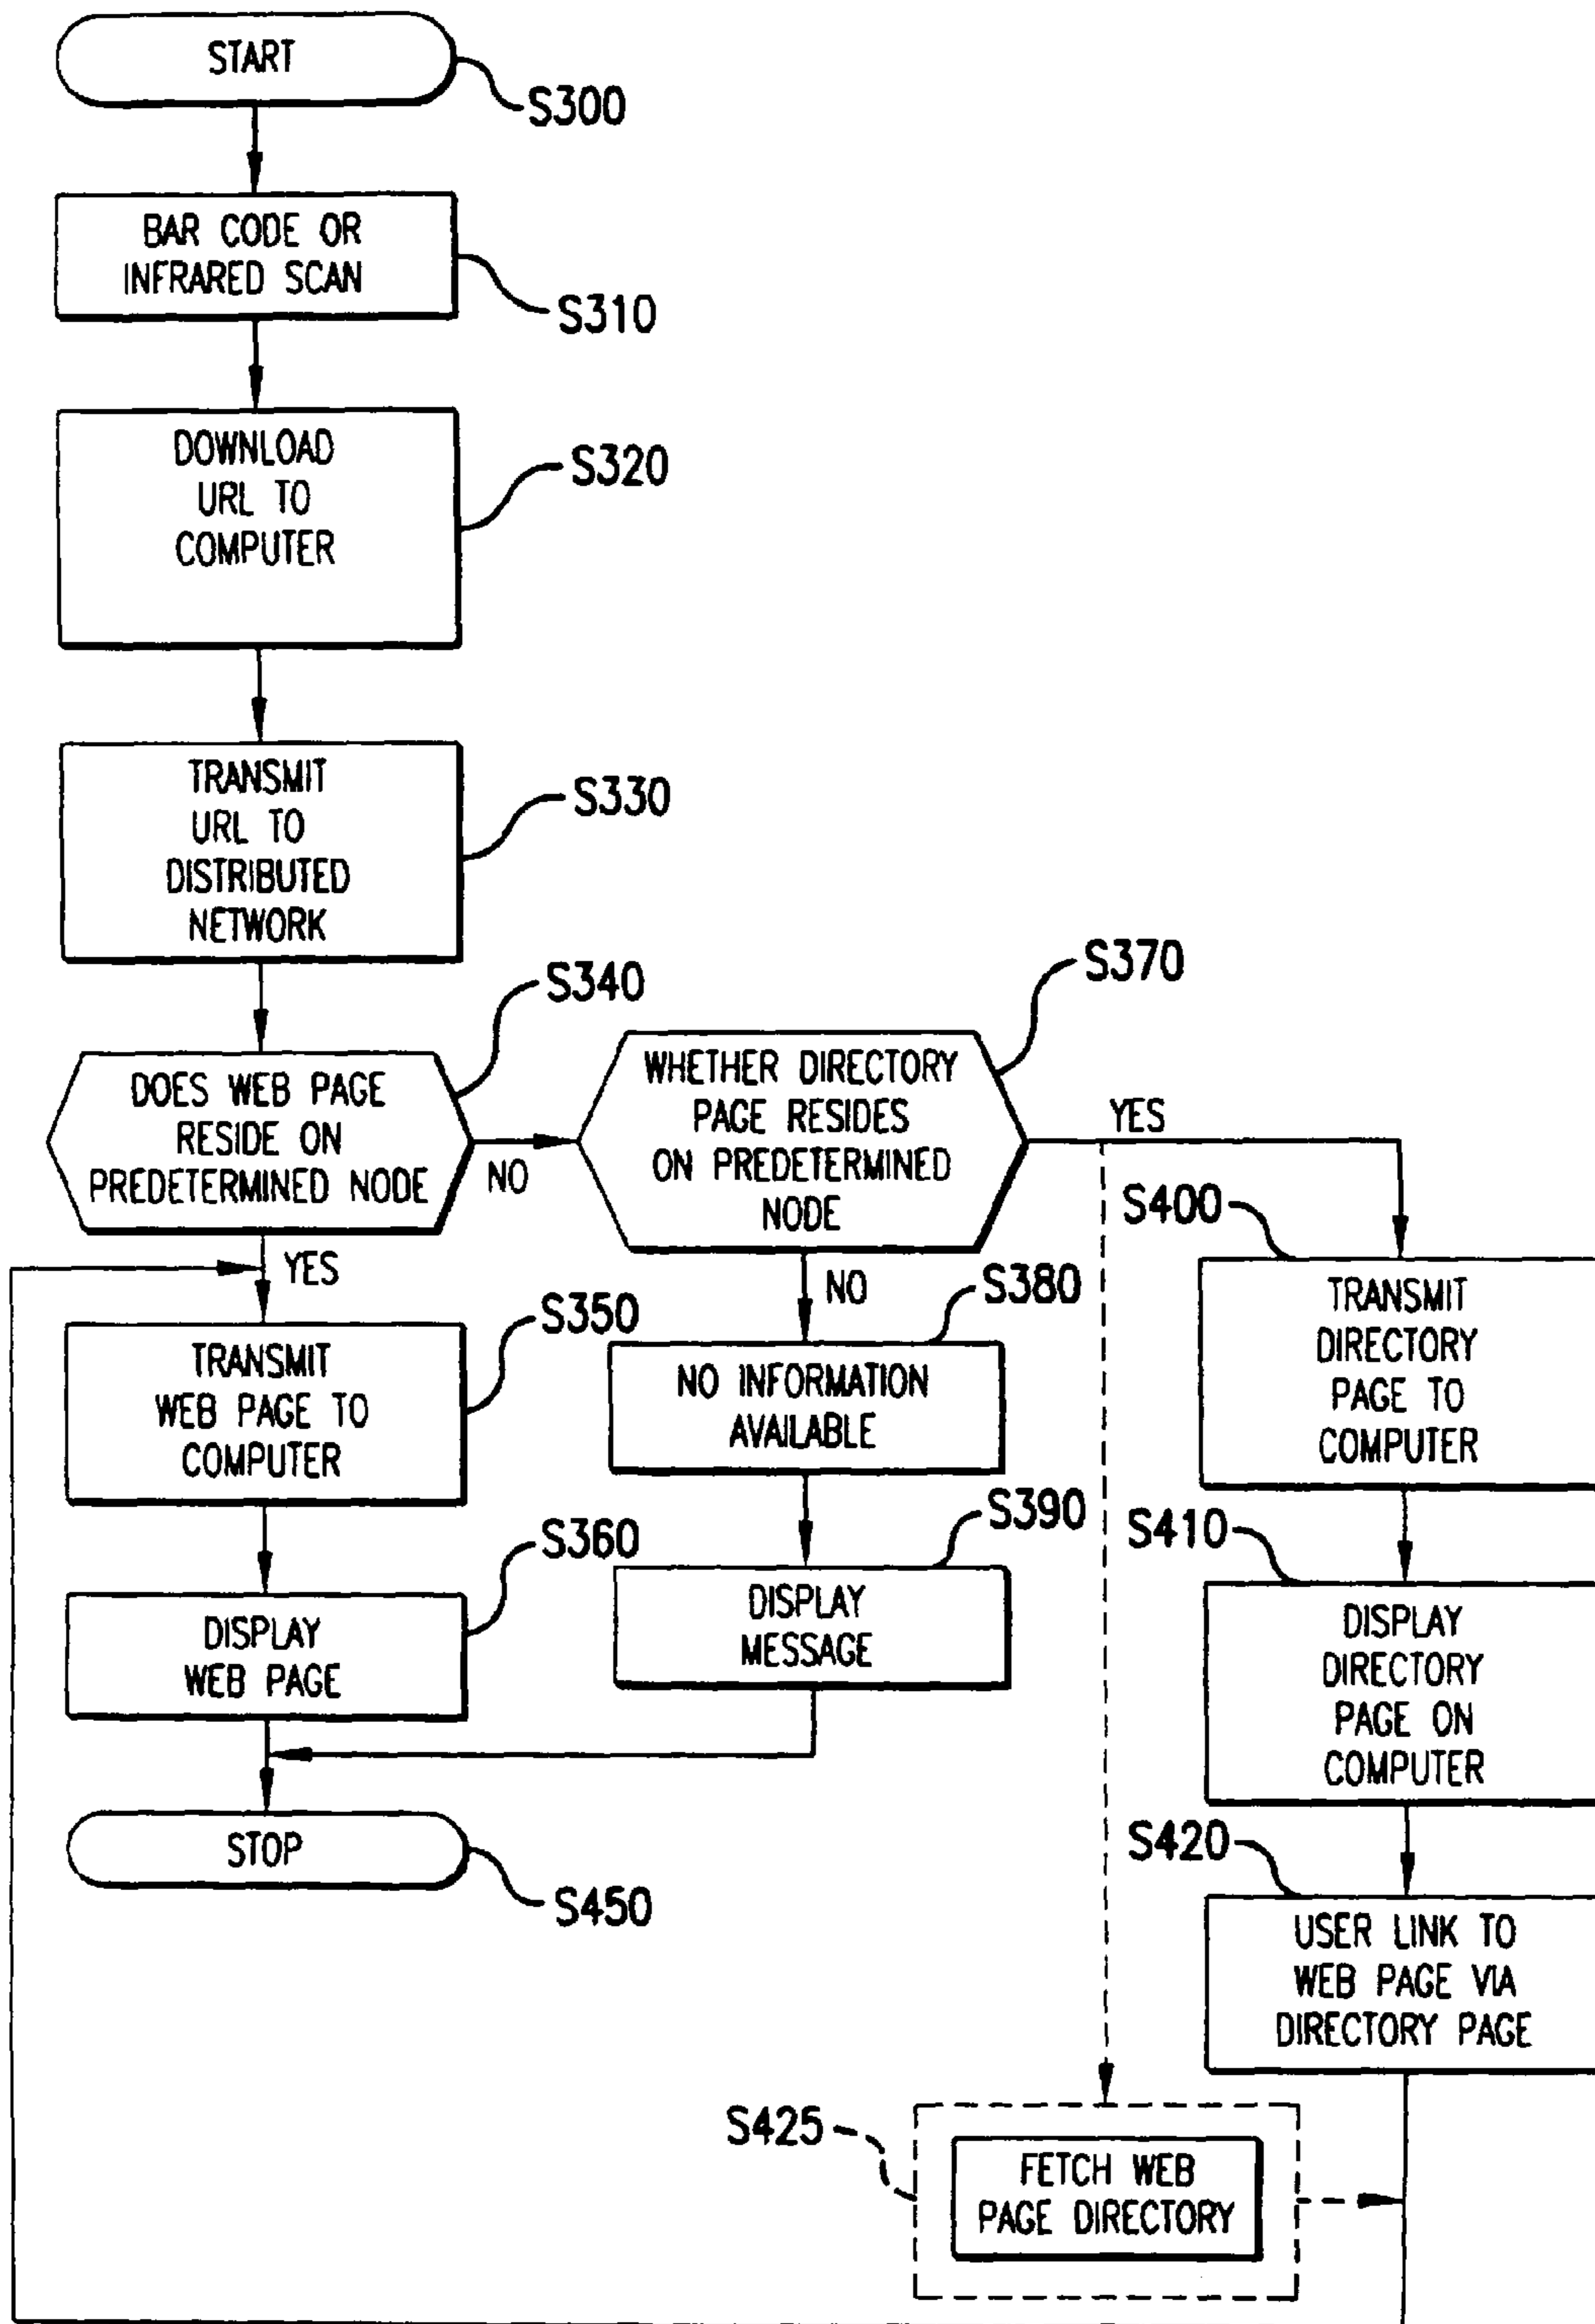 START
S300
BAR CODE OR
INFRARED SCAN
S310
DOWNLOAD
URL TO
COMPUTER
S320
TRANSMIT
URL TO
DISTRIBUTED
NETWORK
S330
DOES WEB PAGE
RESIDE ON
PREDETERMINED NODE
S340
NO
WHETHER DIRECTORY
PAGE RESIDES
ON PREDETERMINED
NODE
S370
YES
YES
TRANSMIT
WEB PAGE TO
COMPUTER
S350
DISPLAY
WEB PAGE
S360
STOP
S450
NO
NO INFORMATION
AVAILABLE
S380
DISPLAY
MESSAGE
S390
S400
TRANSMIT
DIRECTORY
PAGE TO
COMPUTER
S410
DISPLAY
DIRECTORY
PAGE ON
COMPUTER
S420
USER LINK TO
WEB PAGE VIA
DIRECTORY PAGE
S425
FETCH WEB
PAGE DIRECTORY